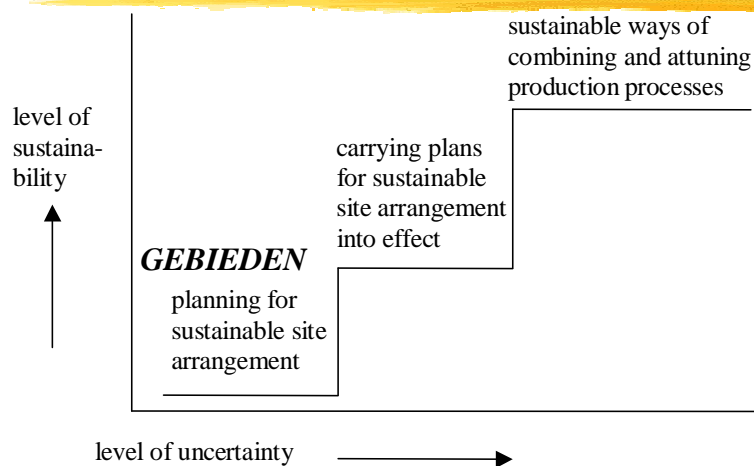 sustainable ways of
combining and attuning
production processes
level of
sustaina-
bility
carrying plans
for sustainable
site arrangement
into effect
GEBIEDEN
planning for
sustainable site
arrangement
level of uncertainty